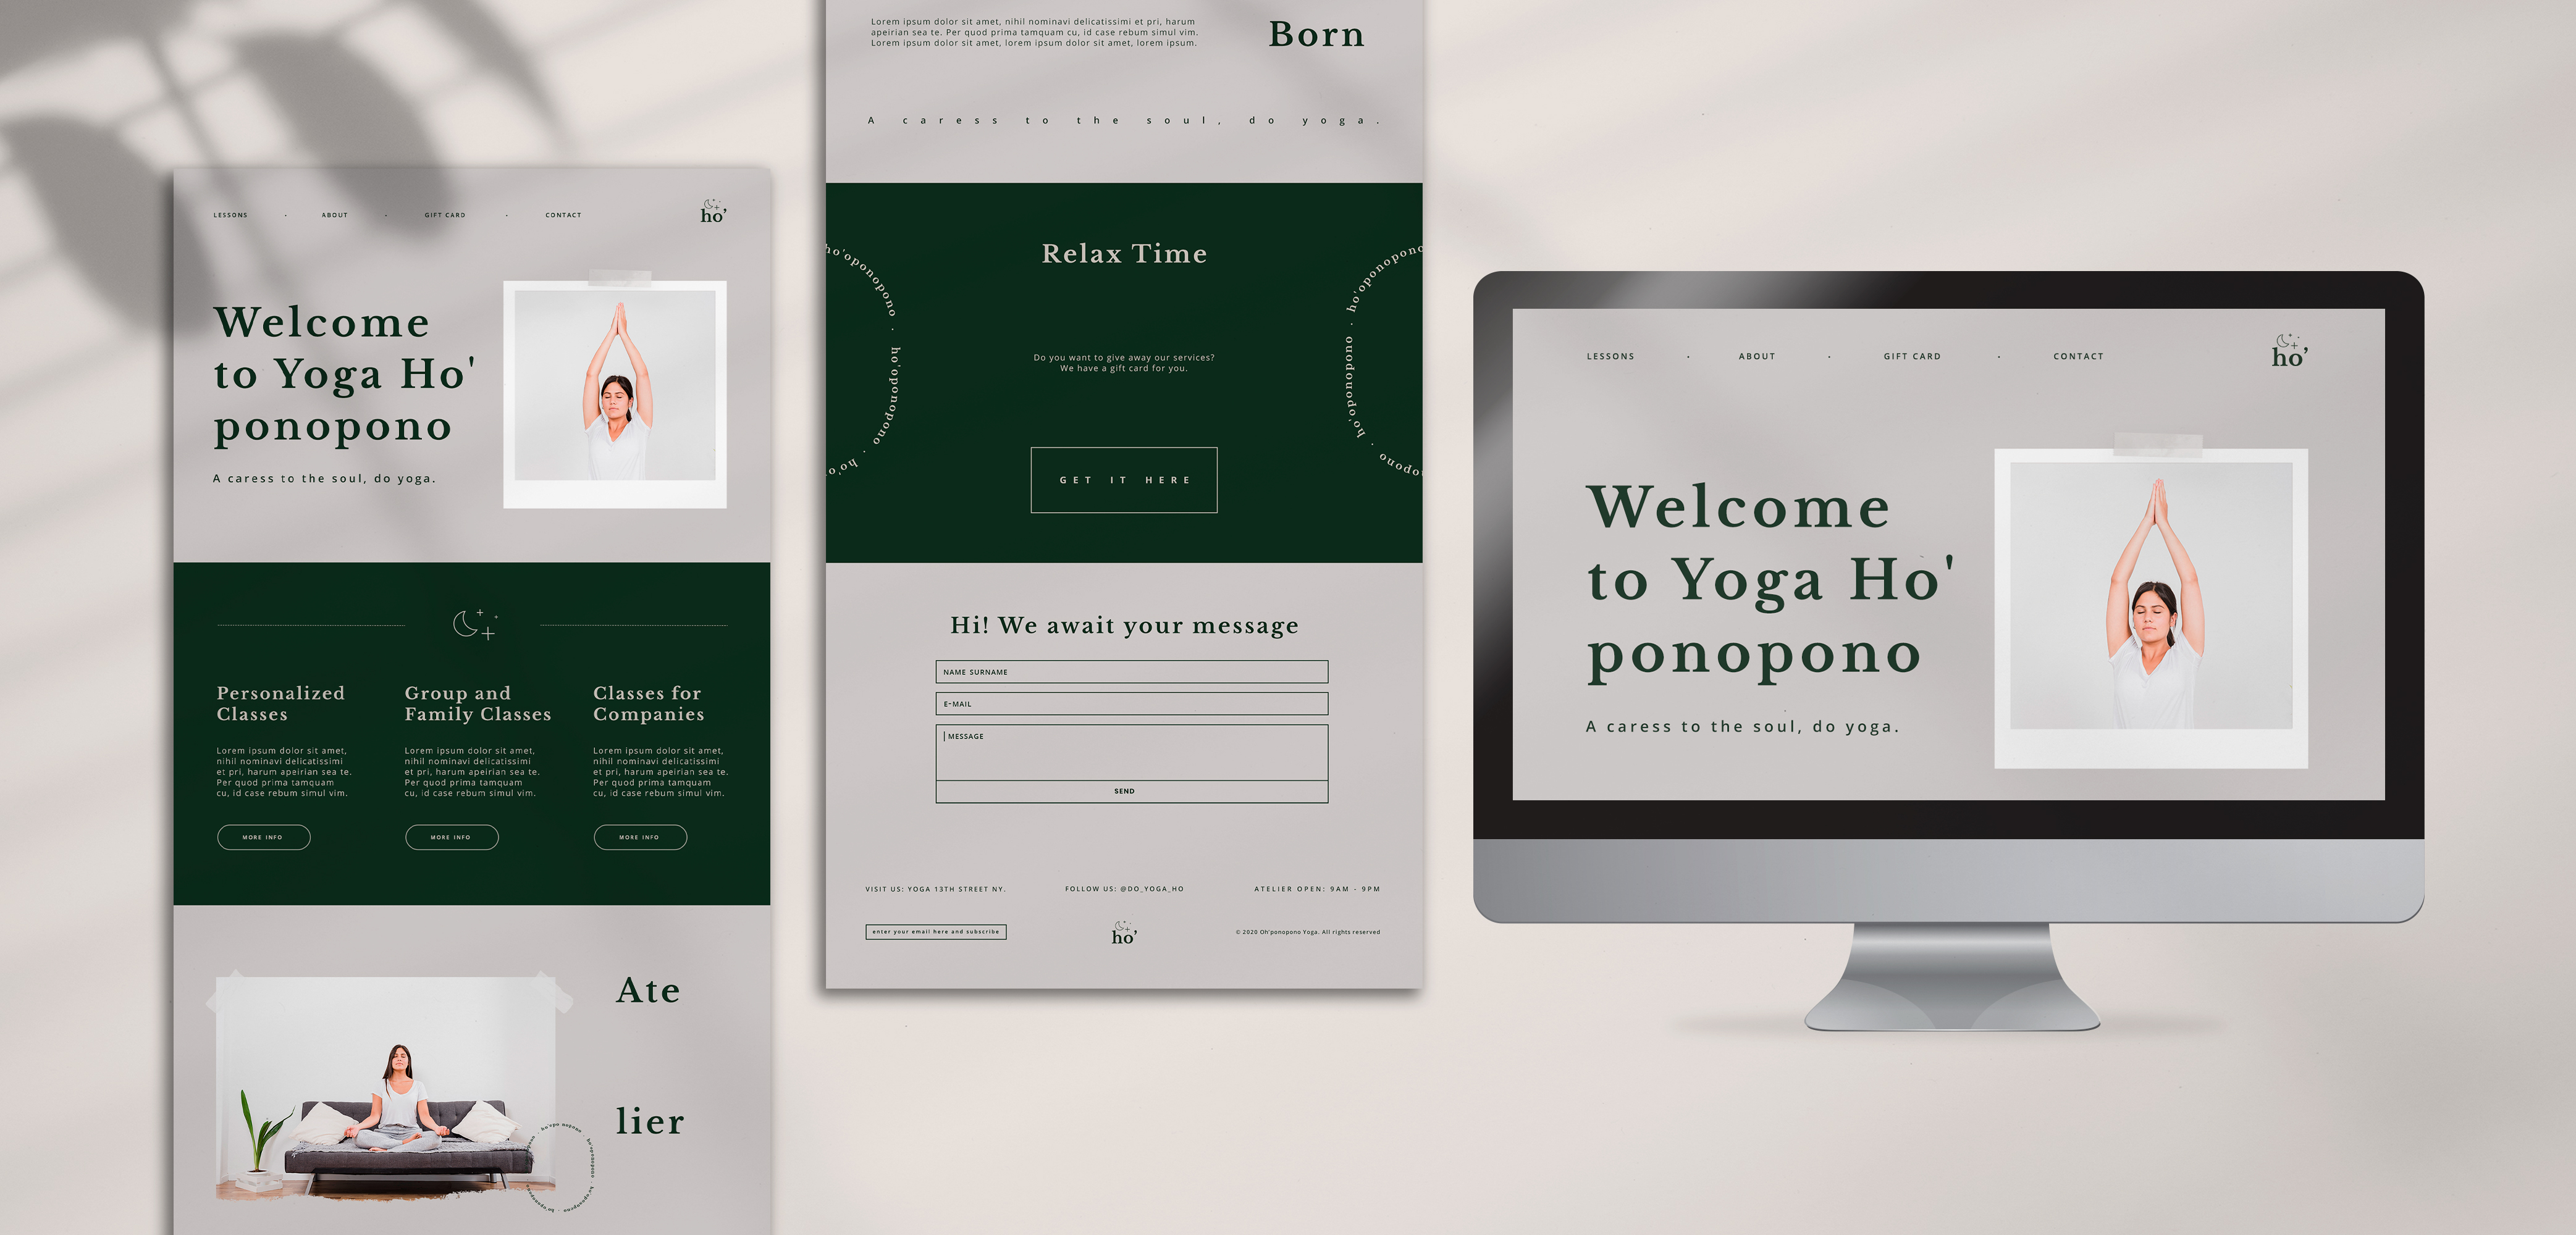 LESSONS · ABOUT · GIFT CARD · CONTACT
ho'
Welcome
to Yoga Ho'
ponopono
A caress to the soul, do yoga.
Personalized
Classes
Lorem ipsum dolor sit amet,
nihil nominavi delicatissimi
et pri, harum apeirian sea te.
Per quod prima tamquam
cu, id case rebum simul vim.
MORE INFO
Group and
Family Classes
Lorem ipsum dolor sit amet,
nihil nominavi delicatissimi
et pri, harum apeirian sea te.
Per quod prima tamquam
cu, id case rebum simul vim.
MORE INFO
Classes for
Companies
Lorem ipsum dolor sit amet,
nihil nominavi delicatissimi
et pri, harum apeirian sea te.
Per quod prima tamquam
cu, id case rebum simul vim.
MORE INFO
Ate
lier
Lorem ipsum dolor sit amet, nihil nominavi delicatissimi et pri, harum
apeirian sea te. Per quod prima tamquam cu, id case rebum simul vim.
Lorem ipsum dolor sit amet, lorem ipsum dolor sit amet, lorem ipsum.
Born
A caress to the soul, do yoga.
Relax Time
ho'oponopono · ho'oponopono · ho'o
ho'oponopono · ho'oponopono · oponopono
Do you want to give away our services?
We have a gift card for you.
GET IT HERE
Hi! We await your message
NAME SURNAME
E-MAIL
MESSAGE
SEND
VISIT US: YOGA 13TH STREET NY.
FOLLOW US: @DO_YOGA_HO
ATELIER OPEN: 9AM - 9PM
enter your email here and subscribe
ho'
© 2020 Oh'ponopono Yoga. All rights reserved
LESSONS · ABOUT · GIFT CARD · CONTACT
ho'
Welcome
to Yoga Ho'
ponopono
A caress to the soul, do yoga.